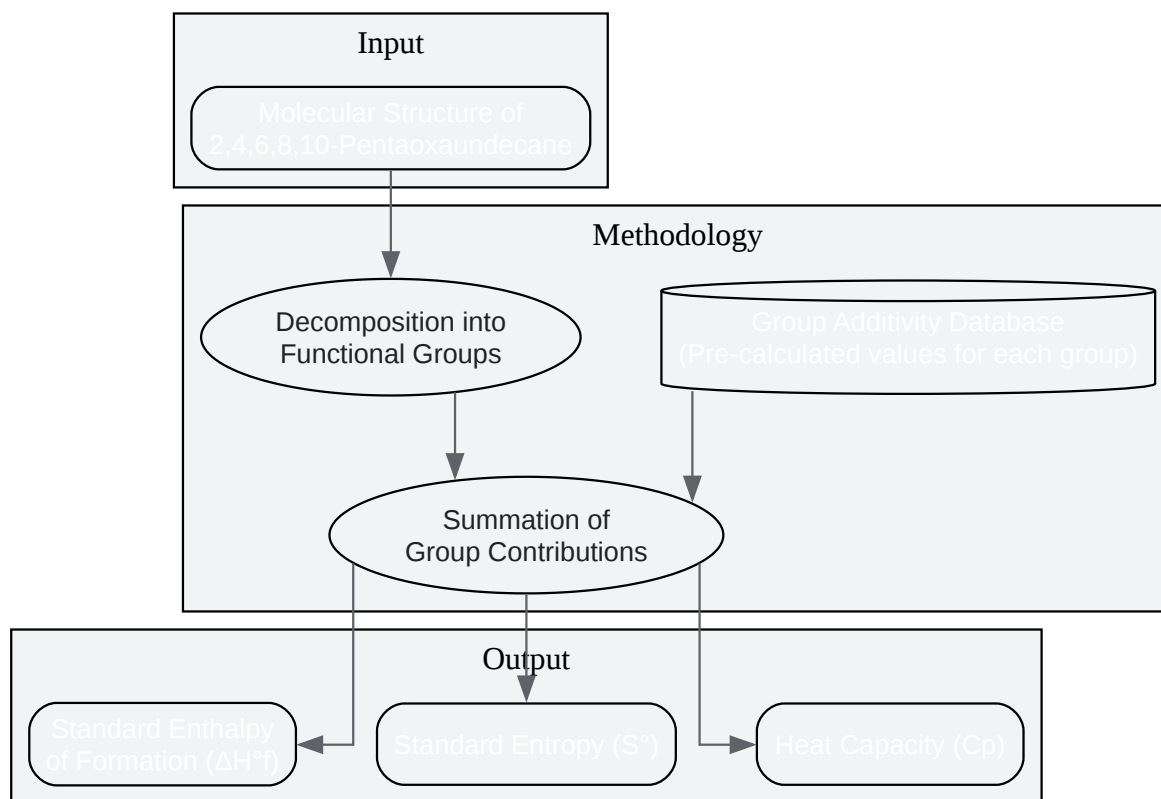 Input
Molecular Structure of
2,4,6,8,10-Pentaoxaundecane
Methodology
Decomposition into
Functional Groups
Group Additivity Database
(Pre-calculated values for each group)
Summation of
Group Contributions
Output
Standard Enthalpy
of Formation (ΔH°f)
Standard Entropy (S°)
Heat Capacity (Cp)